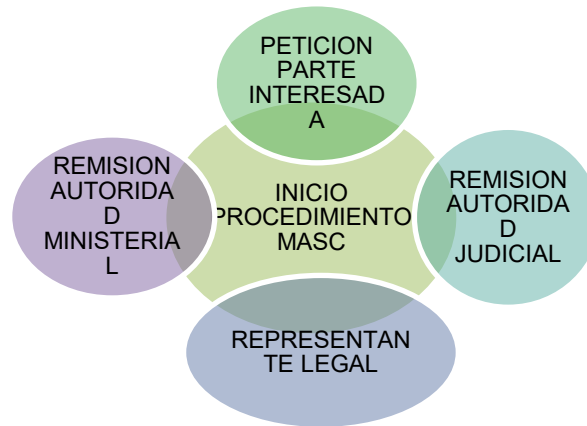 PETICION
PARTE
INTERESAD
A
REMISION
AUTORIDA
D
MINISTERIA
L
INICIO
PROCEDIMIENTO
MASC
REMISION
AUTORIDA
D
JUDICIAL
REPRESENTAN
TE LEGAL